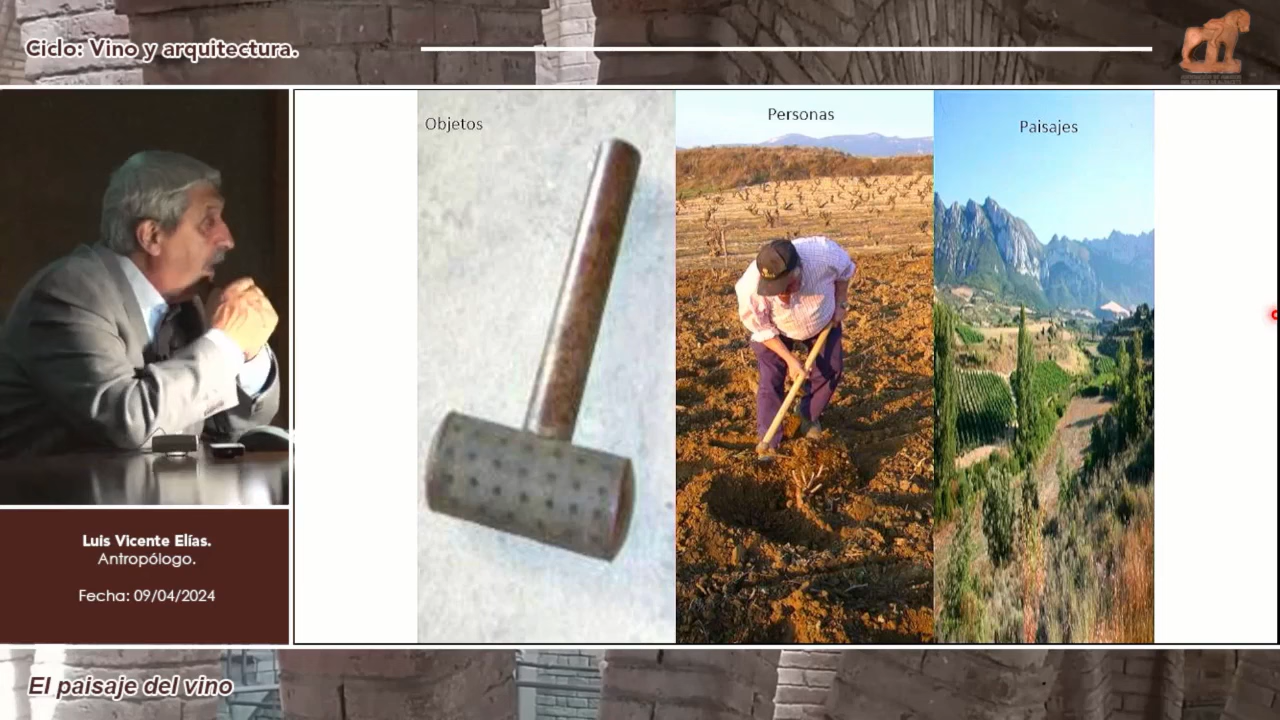 Ciclo: Vino y arquitectura.
Objetos
Personas
Paisajes
Luis Vicente Elías.
Antropólogo.
Fecha: 09/04/2024
El paisaje del vino